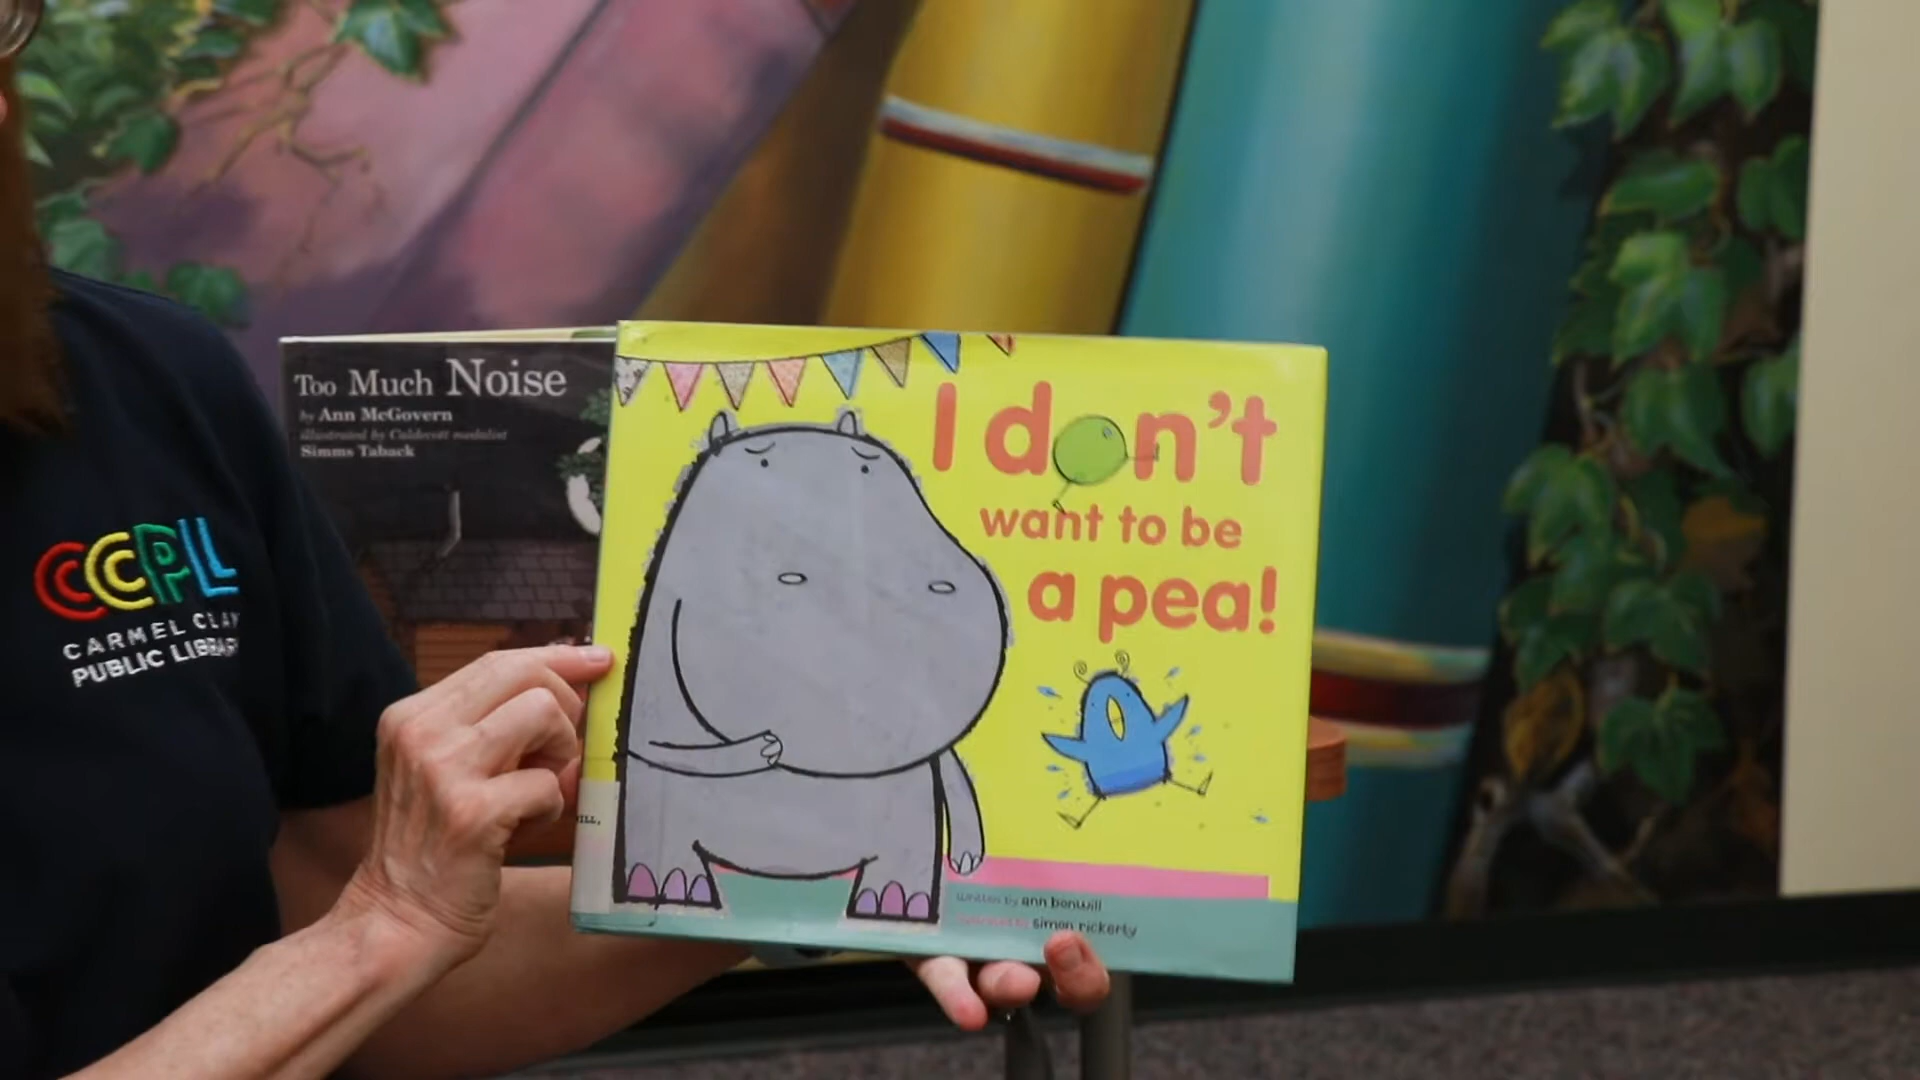 Too Much Noise
by Ann McGovern
illustrated by Caldecott medalist
Simms Taback
I don't
want to be
a pea!
written by ann bonwill
simon rickerty
ILL.
CCPL
CARMEL CLAY
PUBLIC LIBRARY